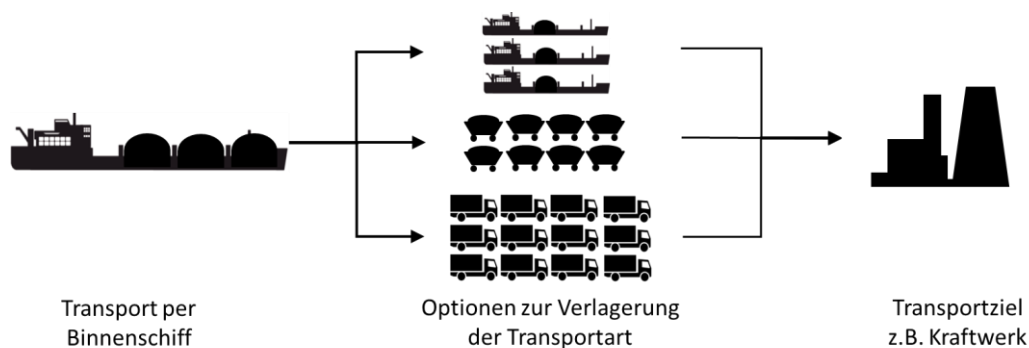 Transport per
Binnenschiff
Optionen zur Verlagerung
der Transportart
Transportziel
z.B. Kraftwerk